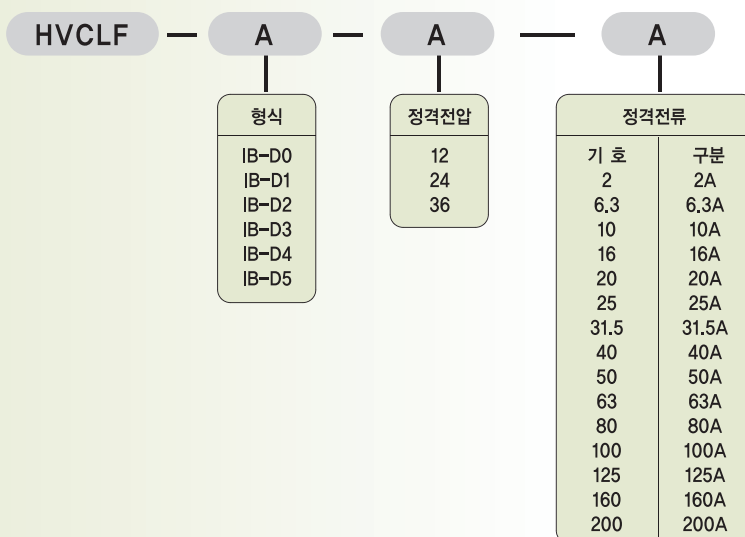 HVCLF — A — A — A
형식
IB-D0
IB-D1
IB-D2
IB-D3
IB-D4
IB-D5
정격전압
12
24
36
정격전류
기 호 구분
2 2A
6.3 6.3A
10 10A
16 16A
20 20A
25 25A
31.5 31.5A
40 40A
50 50A
63 63A
80 80A
100 100A
125 125A
160 160A
200 200A